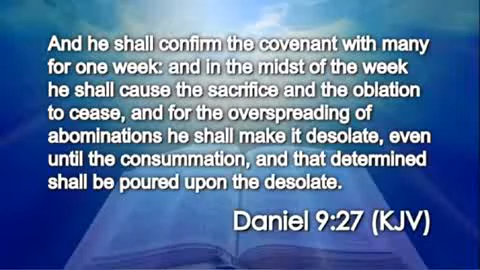 And he shall confirm the covenant with many
for one week: and in the midst of the week
he shall cause the sacrifice and the oblation
to cease, and for the overspreading of
abominations he shall make it desolate, even
until the consummation, and that determined
shall be poured upon the desolate.
Daniel 9:27 (KJV)